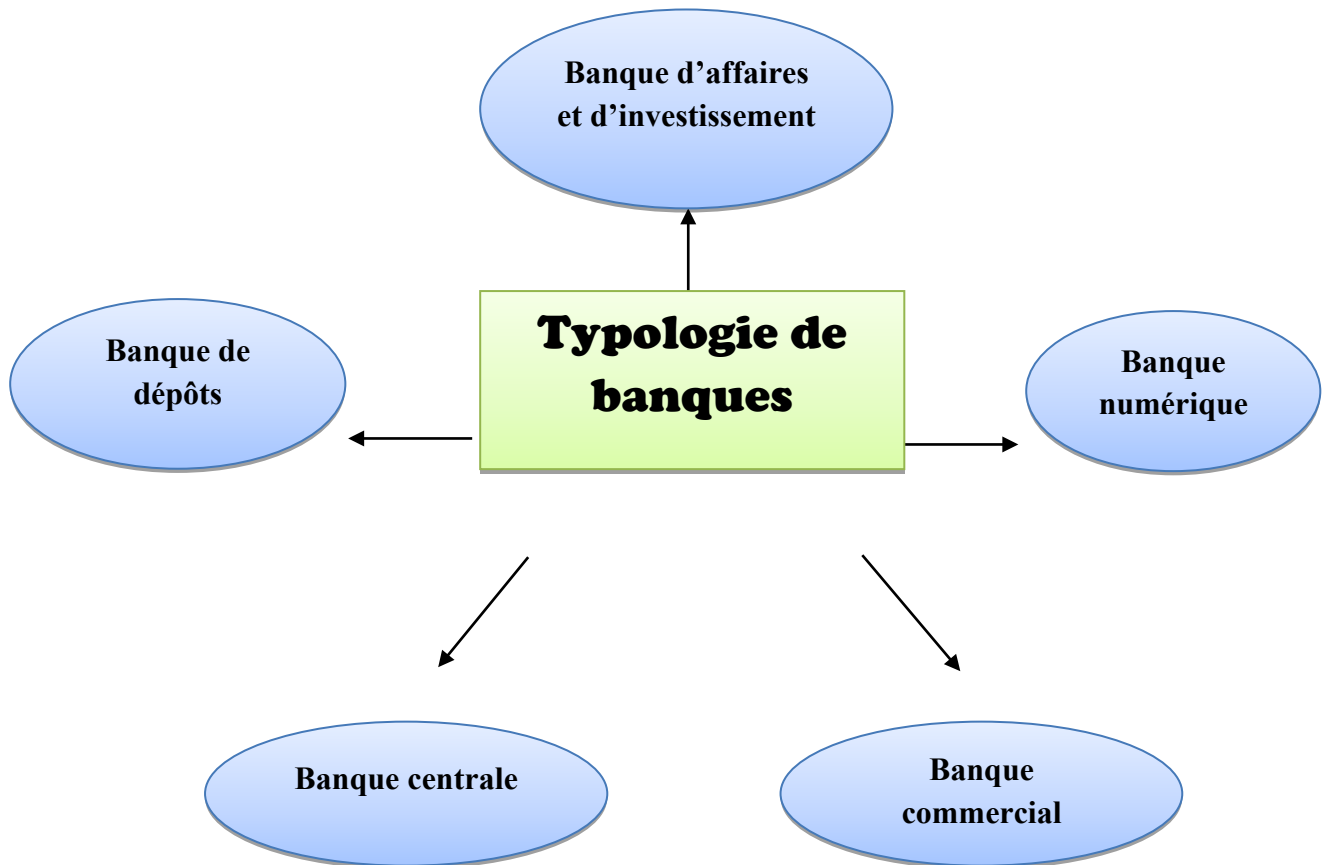 Banque d’affaires
et d’investissement
Typologie de
banques
Banque de
dépôts
Banque
numérique
Banque centrale
Banque
commercial